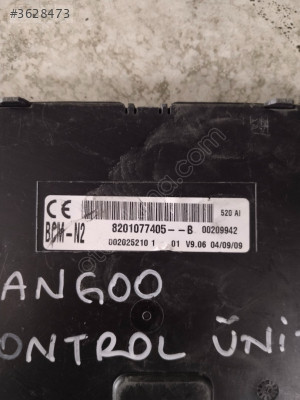 #3628473
CE
520 AI
BCM-N2
8201077405--B 00209942
002025210 1 01 V9.06 04/09/09
ANGOO
ONTROL ÜNİT